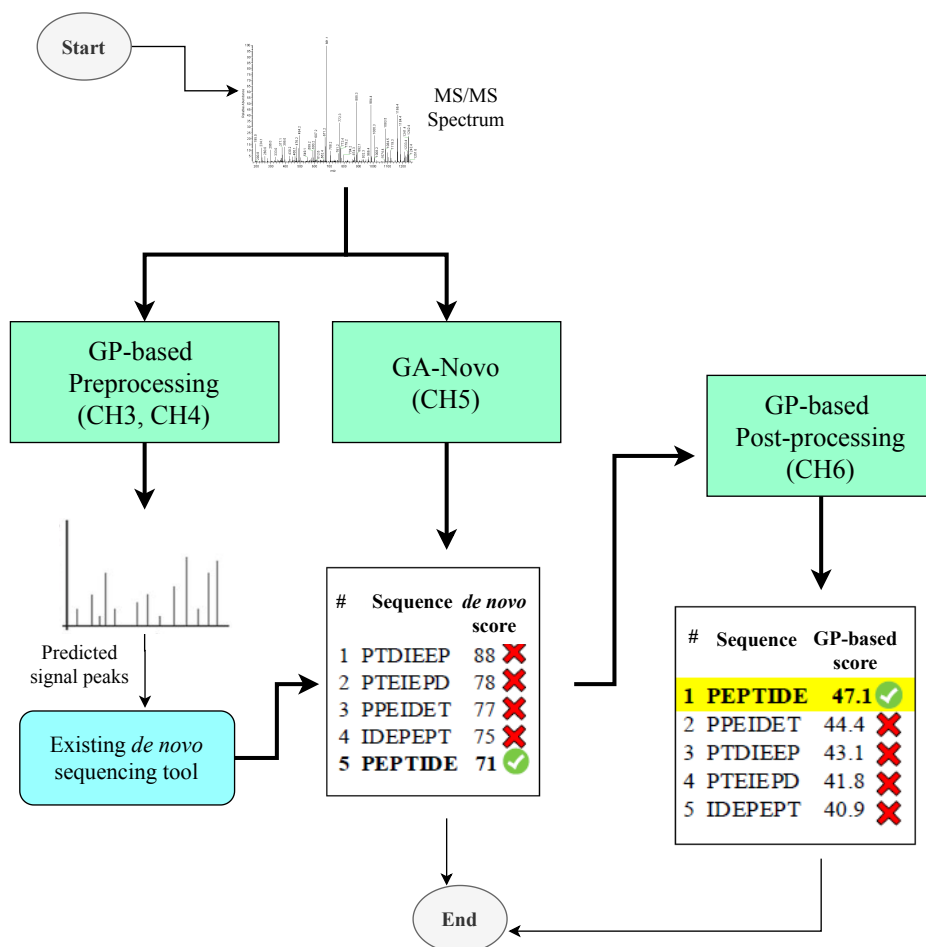 Start
MS/MS
Spectrum
GP-based
Preprocessing
(CH3, CH4)
GA-Novo
(CH5)
GP-based
Post-processing
(CH6)
Predicted
signal peaks
Existing de novo
sequencing tool
# Sequence de novo
score
1 PTDIEEP 88
2 PTEIEPD 78
3 PPEIDET 77
4 IDEPEPT 75
5 PEPTIDE 71
# Sequence GP-based
score
1 PEPTIDE 47.1
2 PPEIDET 44.4
3 PTDIEEP 43.1
4 PTEIEPD 41.8
5 IDEPEPT 40.9
End